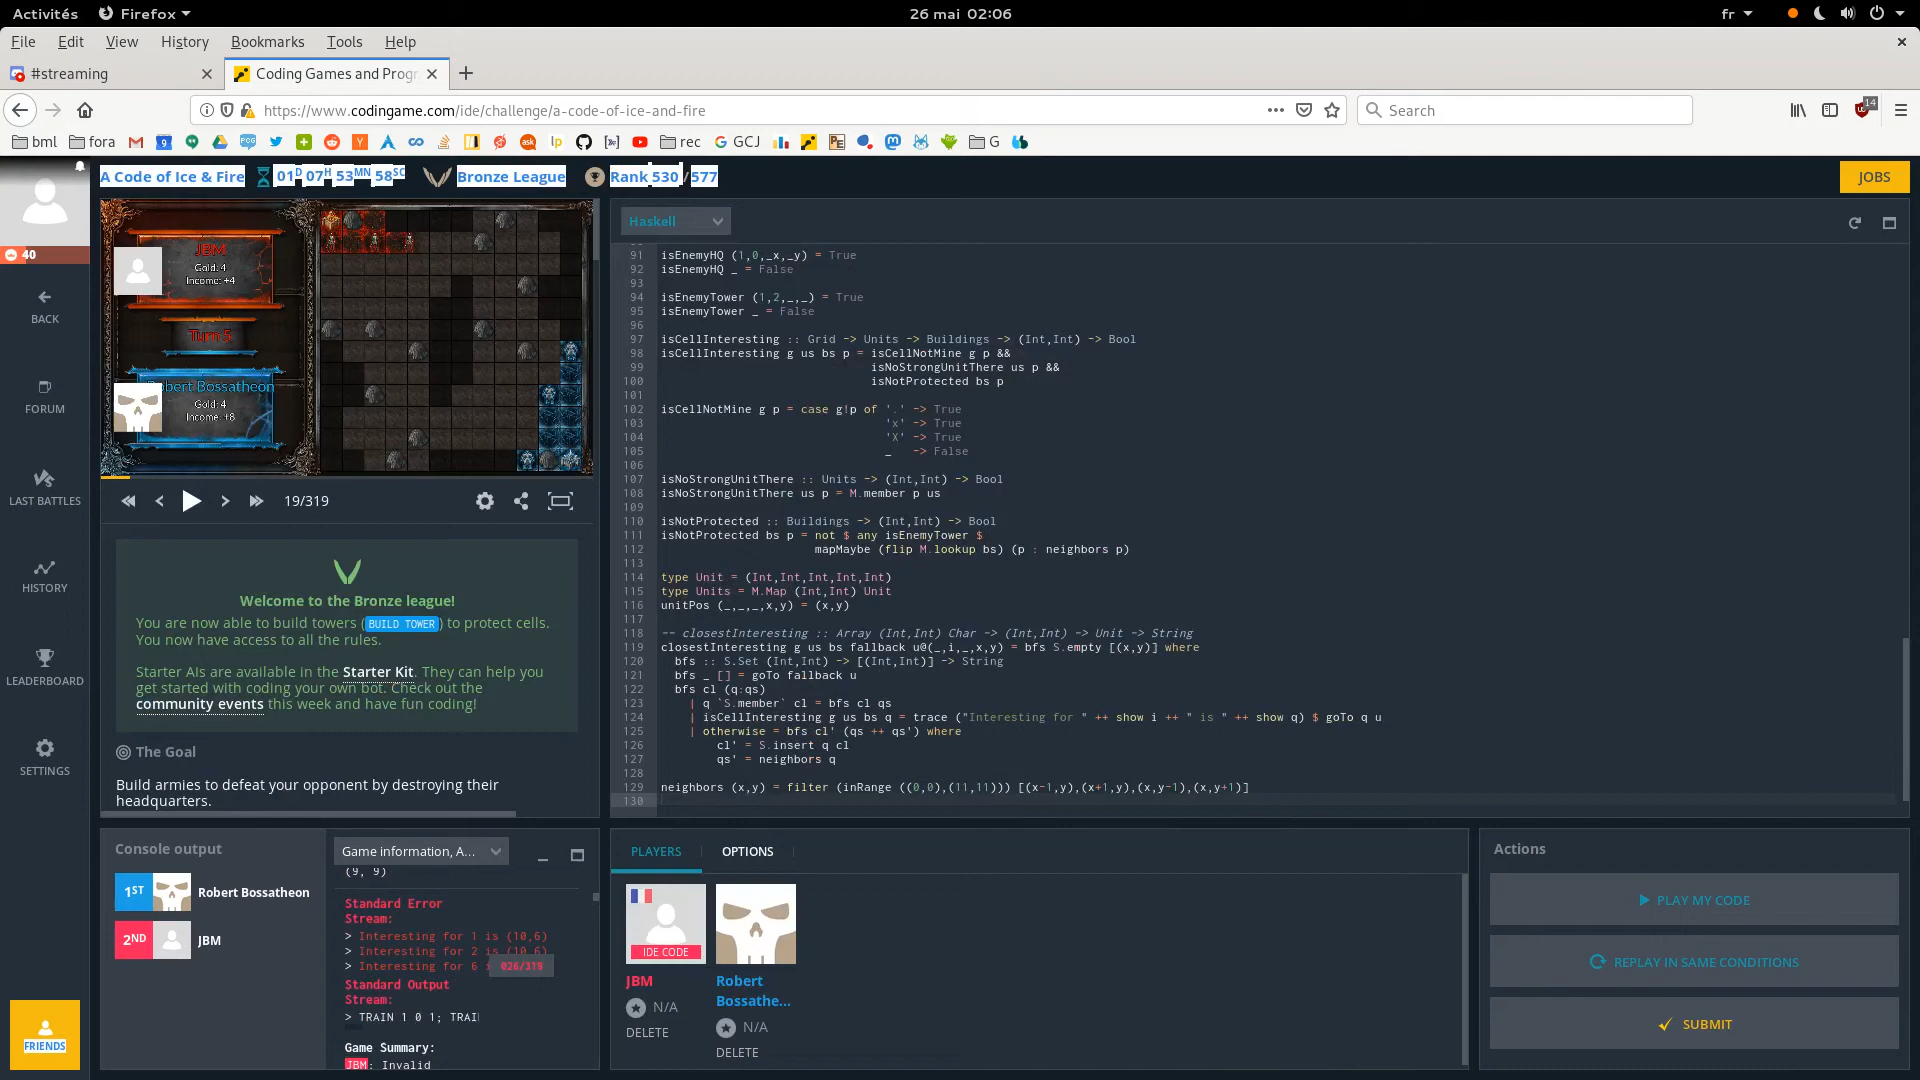 Activités
Firefox
26 mai 02:06
fr
File Edit View History Bookmarks Tools Help
#streaming
Coding Games and Progr
https://www.codingame.com/ide/challenge/a-code-of-ice-and-fire
Search
14
bml
fora
rec
GCJ
G
A Code of Ice & Fire
01D 07H 53MN 58SC
Bronze League
Rank 530 / 577
JOBS
40
BACK
FORUM
LAST BATTLES
HISTORY
LEADERBOARD
SETTINGS
FRIENDS
JBM
Gold: 4
Income: +4
Turn 5
Robert Bossatheon
Gold: 4
Income: +8
19/319
Welcome to the Bronze league!
You are now able to build towers (BUILD TOWER) to protect cells.
You now have access to all the rules.
Starter AIs are available in the Starter Kit. They can help you
get started with coding your own bot. Check out the
community events this week and have fun coding!
The Goal
Build armies to defeat your opponent by destroying their
headquarters.
Haskell
91 isEnemyHQ (1,0,_x,_y) = True
92 isEnemyHQ _ = False
93
94 isEnemyTower (1,2,_,_) = True
95 isEnemyTower _ = False
96
97 isCellInteresting :: Grid -> Units -> Buildings -> (Int,Int) -> Bool
98 isCellInteresting g us bs p = isCellNotMine g p &&
99 isNoStrongUnitThere us p &&
100 isNotProtected bs p
101
102 isCellNotMine g p = case g!p of '.' -> True
103 'x' -> True
104 'X' -> True
105 _ -> False
106
107 isNoStrongUnitThere :: Units -> (Int,Int) -> Bool
108 isNoStrongUnitThere us p = M.member p us
109
110 isNotProtected :: Buildings -> (Int,Int) -> Bool
111 isNotProtected bs p = not $ any isEnemyTower $
112 mapMaybe (flip M.lookup bs) (p : neighbors p)
113
114 type Unit = (Int,Int,Int,Int,Int)
115 type Units = M.Map (Int,Int) Unit
116 unitPos (_,_,_,x,y) = (x,y)
117
118 -- closestInteresting :: Array (Int,Int) Char -> (Int,Int) -> Unit -> String
119 closestInteresting g us bs fallback u@(_,i,_,x,y) = bfs S.empty [(x,y)] where
120 bfs :: S.Set (Int,Int) -> [(Int,Int)] -> String
121 bfs _ [] = goTo fallback u
122 bfs cl (q:qs)
123 | q `S.member` cl = bfs cl qs
124 | isCellInteresting g us bs q = trace ("Interesting for " ++ show i ++ " is " ++ show q) $ goTo q u
125 | otherwise = bfs cl' (qs ++ qs') where
126 cl' = S.insert q cl
127 qs' = neighbors q
128
129 neighbors (x,y) = filter (inRange ((0,0),(11,11))) [(x-1,y),(x+1,y),(x,y-1),(x,y+1)]
130
Console output
1ST
Robert Bossatheon
2ND
JBM
Game information, A...
(9, 9)
Standard Error
Stream:
> Interesting for 1 is (10,6)
> Interesting for 2 is (10,6)
> Interesting for 6 i
026/319
Standard Output
Stream:
> TRAIN 1 0 1; TRAI
Game Summary:
JBM: Invalid
PLAYERS
OPTIONS
IDE CODE
JBM
N/A
DELETE
Robert
Bossathe...
N/A
DELETE
Actions
PLAY MY CODE
REPLAY IN SAME CONDITIONS
SUBMIT